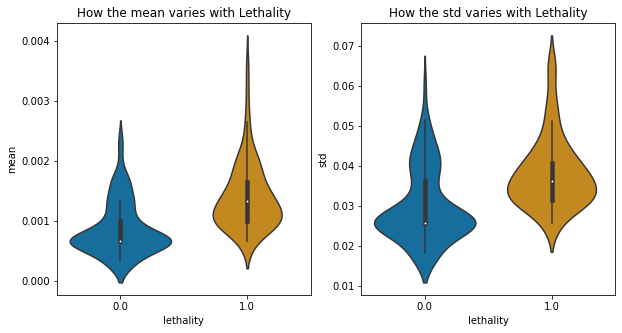 How the mean varies with Lethality
0.004
0.003
0.002
0.001
0.000
mean
0.0
1.0
lethality
How the std varies with Lethality
0.07
0.06
0.05
0.04
0.03
0.02
0.01
std
0.0
1.0
lethality